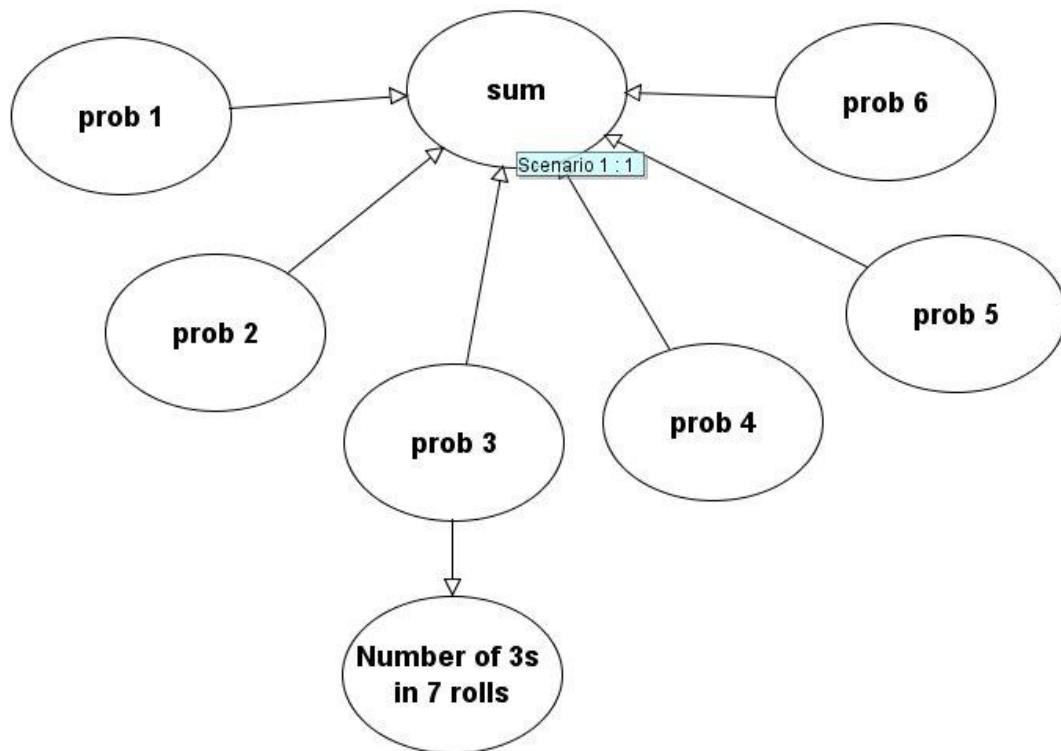 sum
prob 1
prob 6
Scenario 1 : 1
prob 2
prob 5
prob 3
prob 4
Number of 3s
in 7 rolls